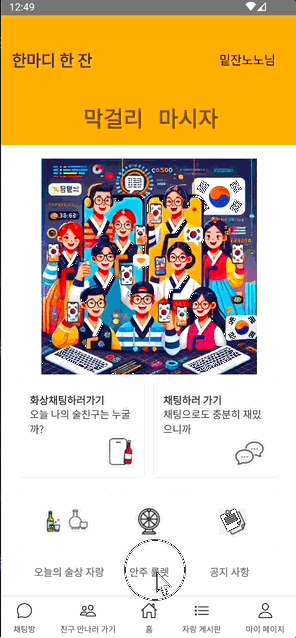 12:49
한마디 한 잔
밑잔노노님
막걸리 마시자
화상채팅하러가기
오늘 나의 술친구는 누굴
까?
채팅하러 가기
채팅으로도 충분히 재밌
으니까
오늘의 술상 자랑
안주 룰렛
공지 사항
채팅방
친구 만나러 가기
홈
자랑 게시판
마이 페이지